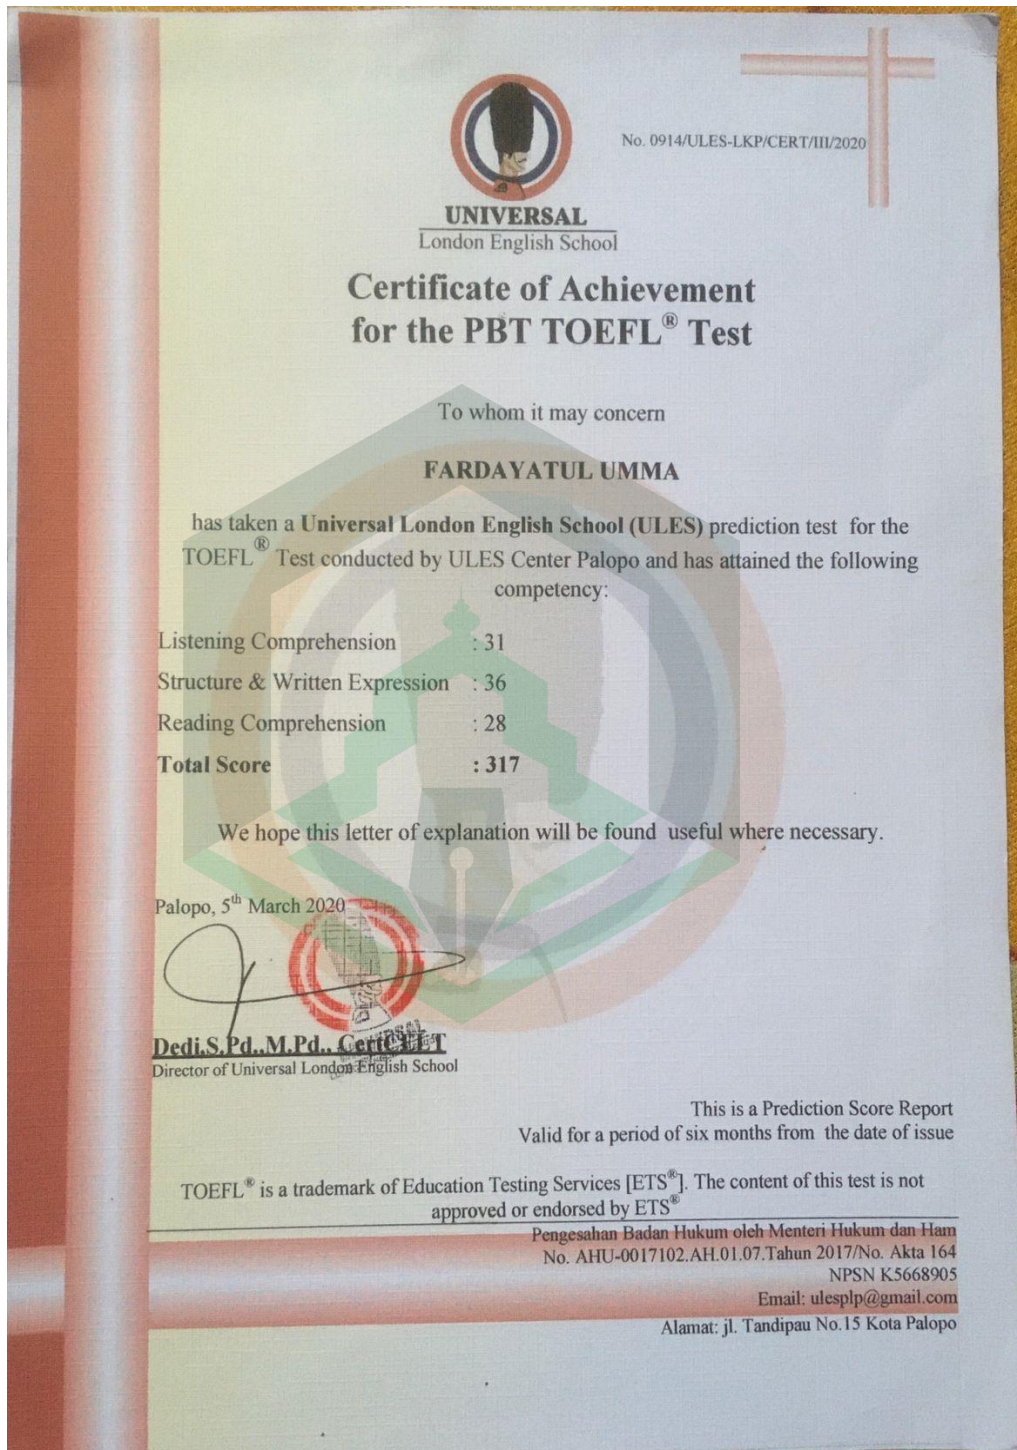 No. 0914/ULES-LKP/CERT/III/2020
UNIVERSAL
London English School
Certificate of Achievement
for the PBT TOEFL® Test
To whom it may concern
FARDAYATUL UMMA
has taken a Universal London English School (ULES) prediction test for the
TOEFL® Test conducted by ULES Center Palopo and has attained the following
competency:
Listening Comprehension : 31
Structure & Written Expression : 36
Reading Comprehension : 28
Total Score : 317
We hope this letter of explanation will be found useful where necessary.
Palopo, 5th March 2020
Dedi.S.Pd.,M.Pd., CertCELT
Director of Universal London English School
This is a Prediction Score Report
Valid for a period of six months from the date of issue
TOEFL® is a trademark of Education Testing Services [ETS®]. The content of this test is not
approved or endorsed by ETS®
Pengesahan Badan Hukum oleh Menteri Hukum dan Ham
No. AHU-0017102.AH.01.07.Tahun 2017/No. Akta 164
NPSN K5668905
Email: ulesplp@gmail.com
Alamat: jl. Tandipau No.15 Kota Palopo